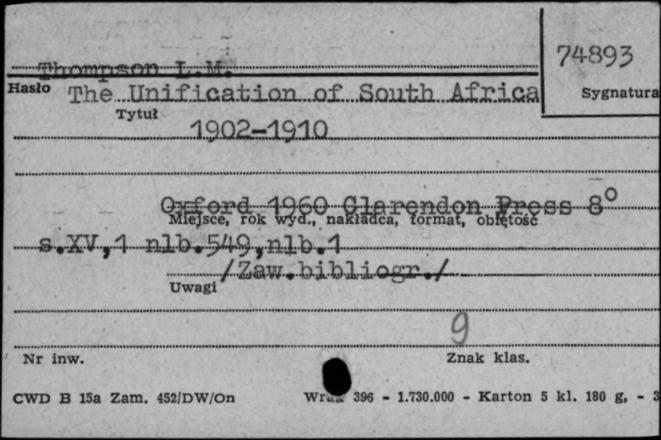 Thompson L.M.
74893
Hasło The Unification of South Africa Sygnatura
Tytuł
1902-1910
Oxford 1960 Clarendon Press 8°
Miejsce, rok wyd., nakładca, format, objętość
s.XV,1 nlb.549,nlb.1
/Zaw.bibliogr./
Uwagi
9
Nr inw. Znak klas.
CWD B 15a Zam. 452/DW/On 396 - 1.730.000 - Karton 5 kl. 180 g, - 3